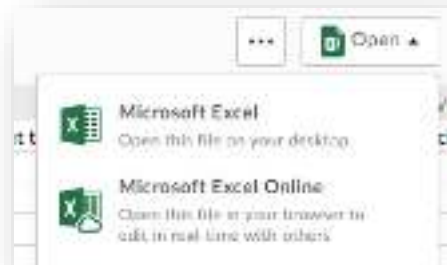 Open
Microsoft Excel
Open this file on your desktop
t t
Microsoft Excel Online
Open this file in your browser to
edit in real-time with others